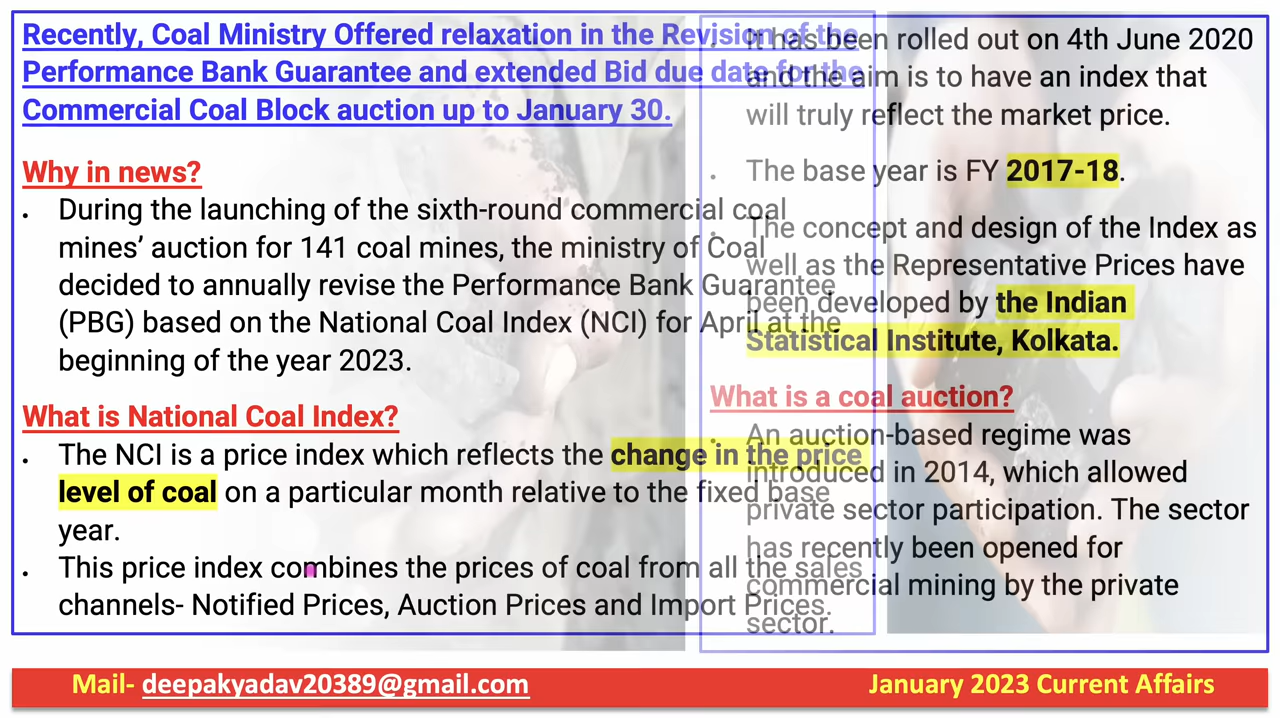 Recently, Coal Ministry Offered relaxation in the Revision of the
Performance Bank Guarantee and extended Bid due date for the
Commercial Coal Block auction up to January 30.
Why in news?
• During the launching of the sixth-round commercial coal
mines’ auction for 141 coal mines, the ministry of Coal
decided to annually revise the Performance Bank Guarantee
(PBG) based on the National Coal Index (NCI) for April at the
beginning of the year 2023.
What is National Coal Index?
• The NCI is a price index which reflects the change in the price
level of coal on a particular month relative to the fixed base
year.
• This price index combines the prices of coal from all the sales
channels- Notified Prices, Auction Prices and Import Prices.
• It has been rolled out on 4th June 2020
and the aim is to have an index that
will truly reflect the market price.
• The base year is FY 2017-18.
• The concept and design of the Index as
well as the Representative Prices have
been developed by the Indian
Statistical Institute, Kolkata.
What is a coal auction?
• An auction-based regime was
introduced in 2014, which allowed
private sector participation. The sector
has recently been opened for
commercial mining by the private
sector.
Mail- deepakyadav20389@gmail.com
January 2023 Current Affairs